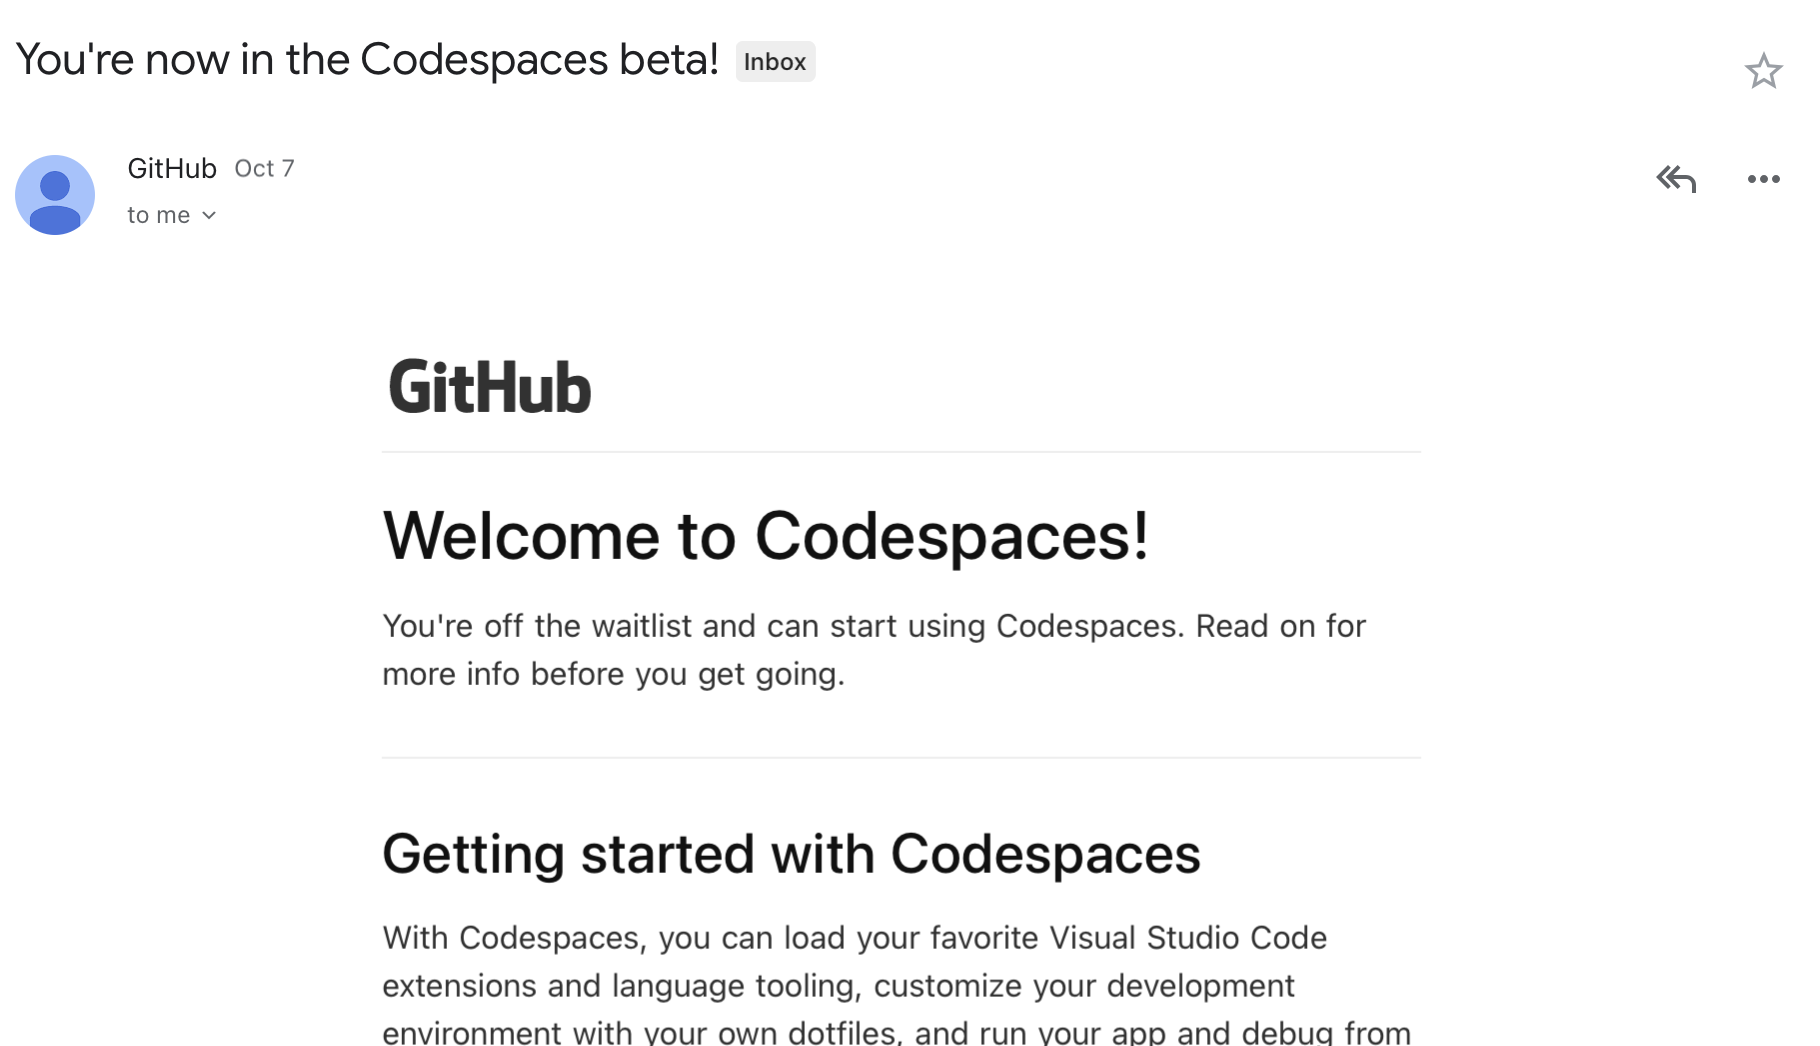 You're now in the Codespaces beta! Inbox
GitHub Oct 7
to me
GitHub
Welcome to Codespaces!
You're off the waitlist and can start using Codespaces. Read on for
more info before you get going.
Getting started with Codespaces
With Codespaces, you can load your favorite Visual Studio Code
extensions and language tooling, customize your development
environment with your own dotfiles, and run your app and debug from